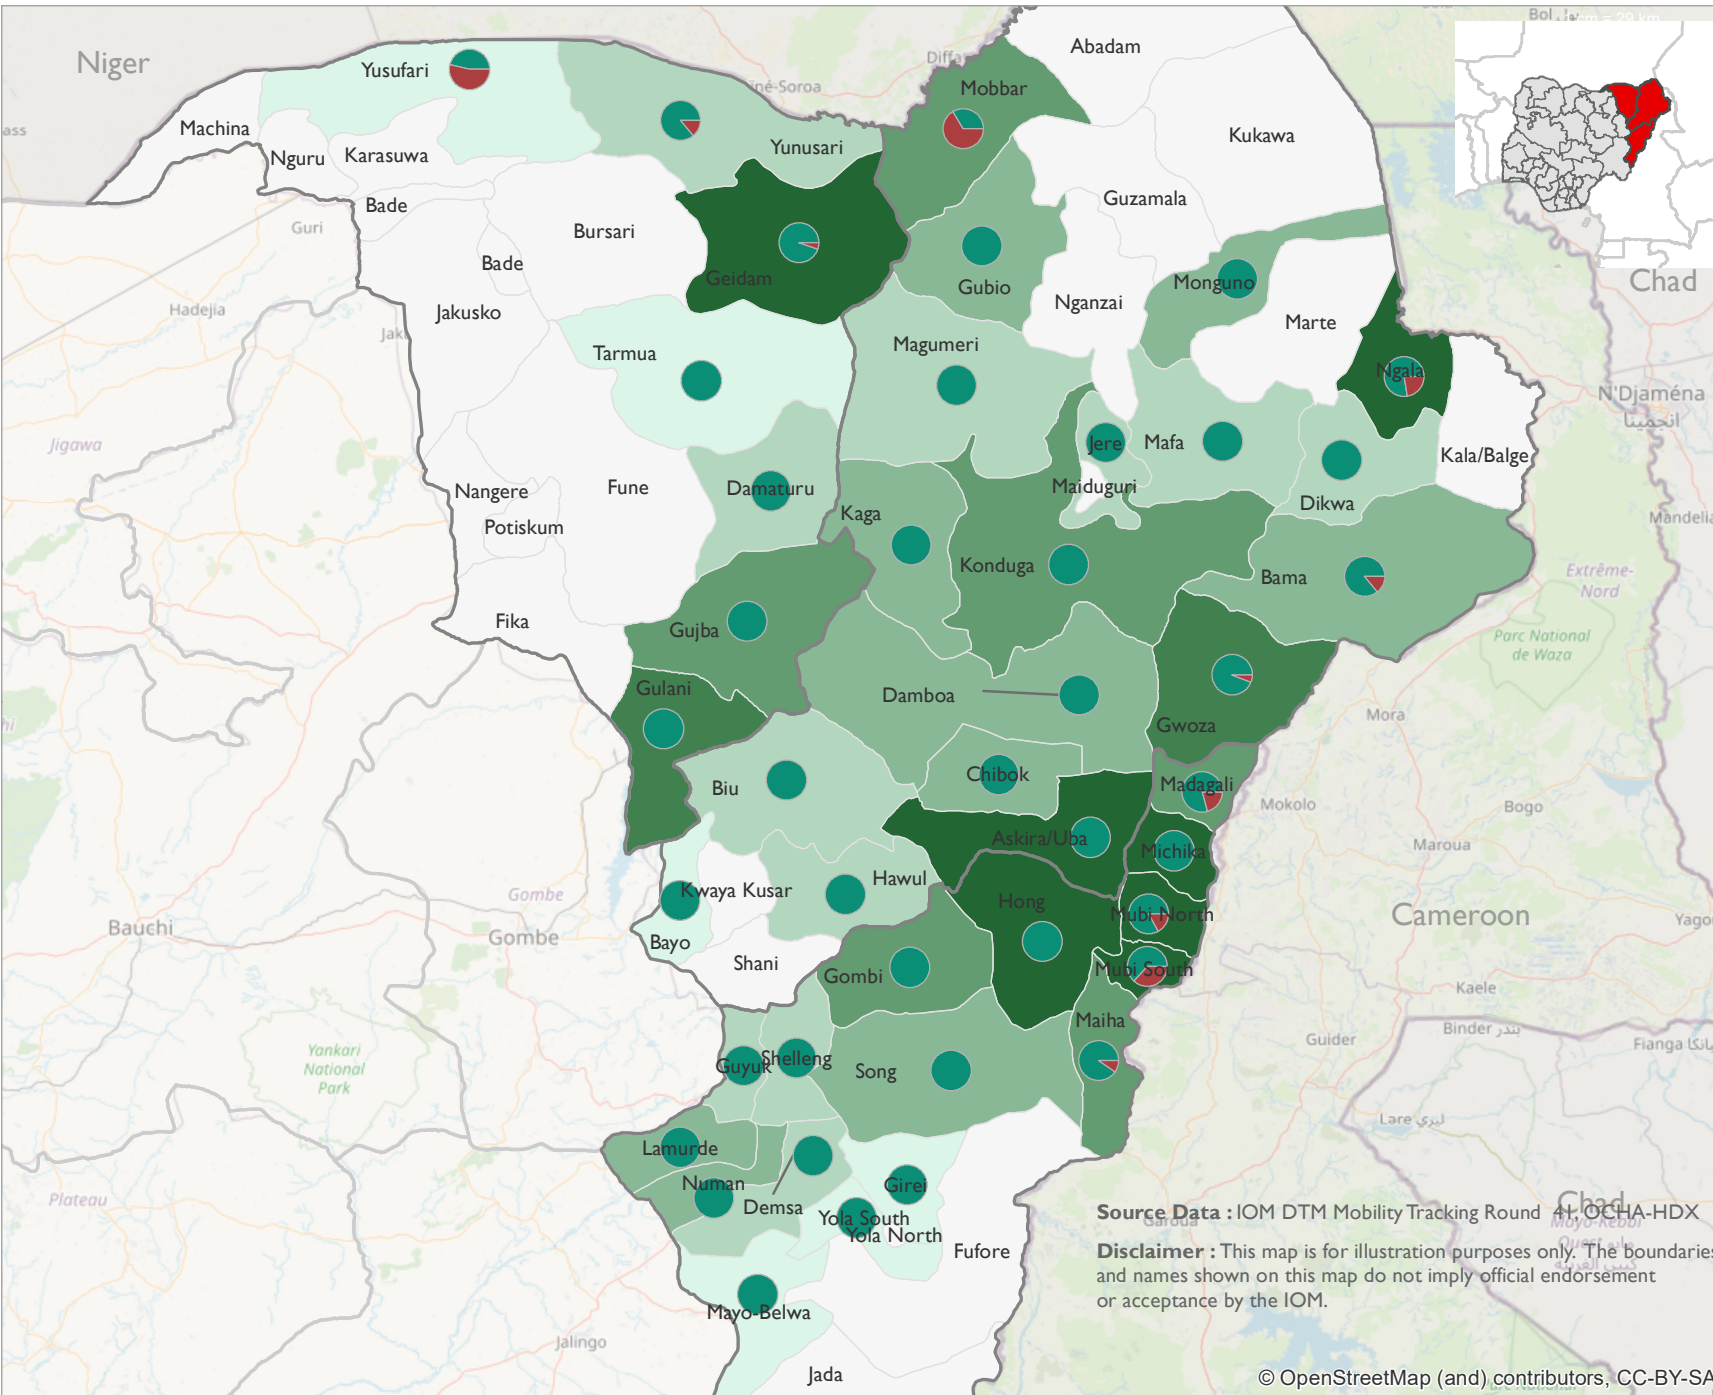 Niger
Yusufari
Machina
Nguru
Karasuwa
Bade
Guri
Hadejia
Bursari
Bade
Jakusko
Yunusari
Geidam
Tarmua
Mobbar
Abadam
Kukawa
Guzamala
Gubio
Monguno
Nganzai
Marte
Chad
Magumeri
Ngala
N'Djaména
انجمينا
Jigawa
Jere
Mafa
Kala/Balge
Maiduguri
Dikwa
Nangere
Fune
Damaturu
Potiskum
Kaga
Konduga
Bama
Extrême-
Nord
Fika
Gujba
Parc National
de Waza
Gulani
Damboa
Gwoza
Mora
Biu
Chibok
Madagali
Mokolo
Bogo
Askira/Uba
Michika
Maroua
Gombe
Kwaya Kusar
Hawul
Hong
Mubi North
Cameroon
Bauchi
Gombe
Bayo
Shani
Gombi
Mubi South
Kaele
Maiha
Guider
Yankari
National
Park
Guyuk
Shelleng
Song
Lamurde
Numan
Demsa
Girei
Yola South
Yola North
Fufore
Plateau
Mayo-Belwa
Jalingo
Jada
Chad
Garoua
Source Data : IOM DTM Mobility Tracking Round 41, OCHA-HDX
Disclaimer : This map is for illustration purposes only. The boundaries
and names shown on this map do not imply official endorsement
or acceptance by the IOM.
© OpenStreetMap (and) contributors, CC-BY-SA